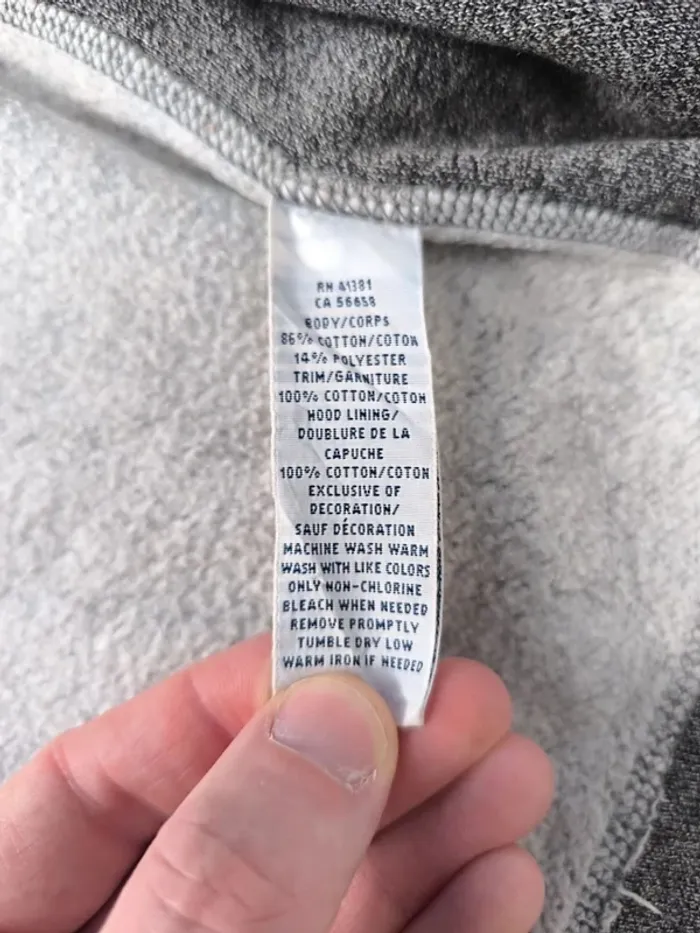 RN 41381
CA 56658
BODY/CORPS
86% COTTON/COTON
14% POLYESTER
TRIM/GARNITURE
100% COTTON/COTON
HOOD LINING/
DOUBLURE DE LA
CAPUCHE
100% COTTON/COTON
EXCLUSIVE OF
DECORATION/
SAUF DÉCORATION
MACHINE WASH WARM
WASH WITH LIKE COLORS
ONLY NON-CHLORINE
BLEACH WHEN NEEDED
REMOVE PROMPTLY
TUMBLE DRY LOW
WARM IRON IF NEEDED